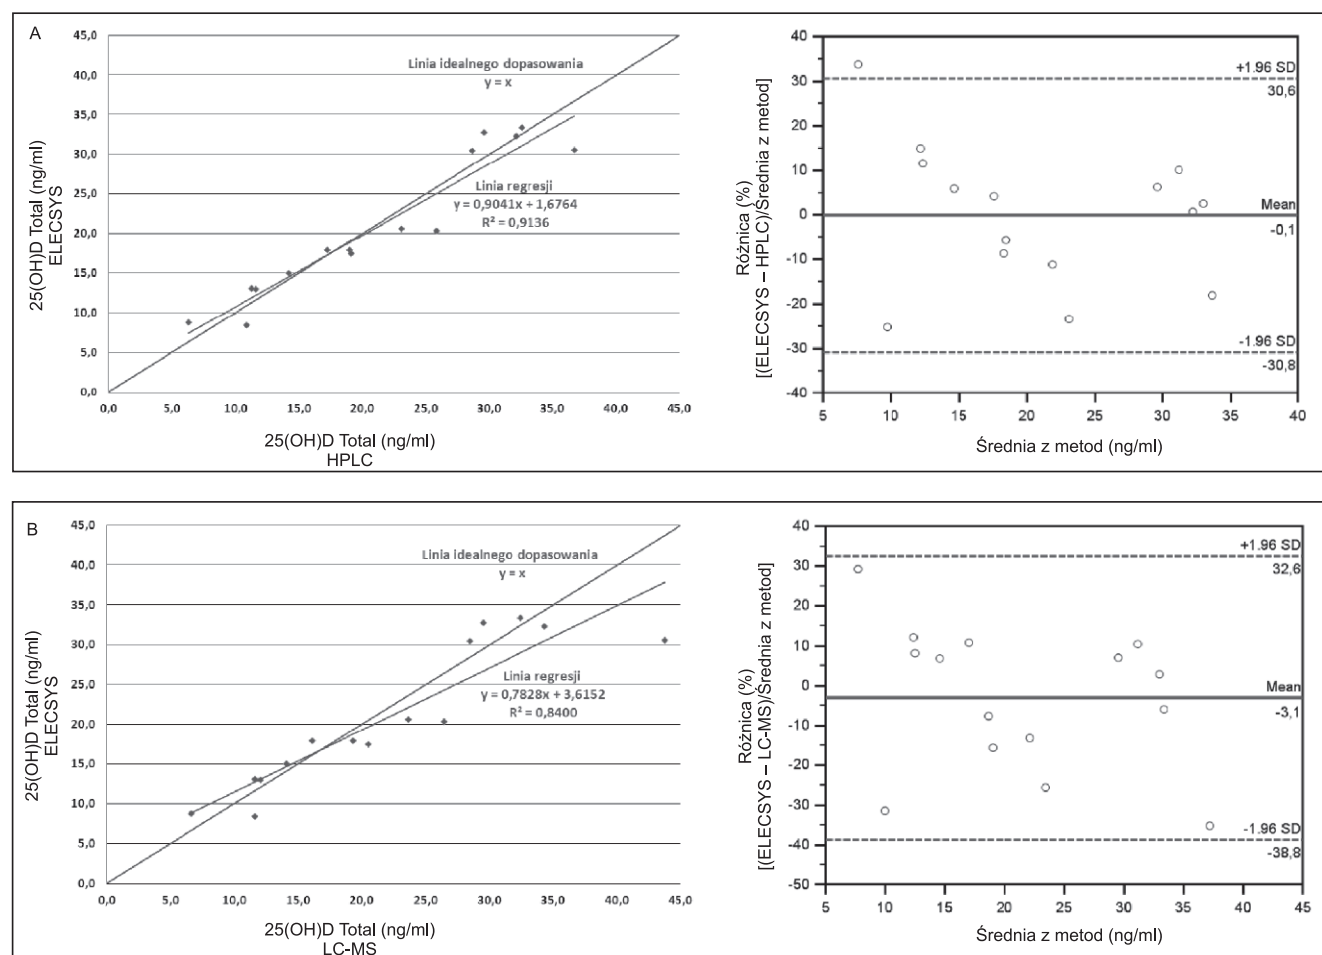 A
25(OH)D Total (ng/ml)
ELECSYS
45,0
40,0
35,0
30,0
25,0
20,0
15,0
10,0
5,0
0,0
Linia idealnego dopasowania
y = x
Linia regresji
y = 0,9041x + 1,6764
R² = 0,9136
0,0 5,0 10,0 15,0 20,0 25,0 30,0 35,0 40,0 45,0
25(OH)D Total (ng/ml)
HPLC
Różnica (%)
[(ELECSYS – HPLC)/Średnia z metod]
40
30
20
10
0
-10
-20
-30
-40
+1.96 SD
30,6
Mean
-0,1
-1.96 SD
-30,8
5 10 15 20 25 30 35 40
Średnia z metod (ng/ml)
B
25(OH)D Total (ng/ml)
ELECSYS
45,0
40,0
35,0
30,0
25,0
20,0
15,0
10,0
5,0
0,0
Linia idealnego dopasowania
y = x
Linia regresji
y = 0,7828x + 3,6152
R² = 0,8400
0,0 5,0 10,0 15,0 20,0 25,0 30,0 35,0 40,0 45,0
25(OH)D Total (ng/ml)
LC-MS
Różnica (%)
[(ELECSYS – LC-MS)/Średnia z metod]
40
30
20
10
0
-10
-20
-30
-40
-50
+1.96 SD
32,6
Mean
-3,1
-1.96 SD
-38,8
5 10 15 20 25 30 35 40 45
Średnia z metod (ng/ml)